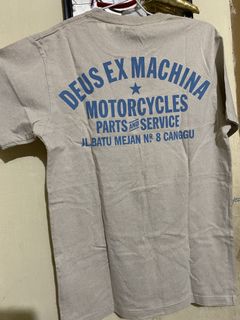 DEUS EX MACHINA
★
MOTORCYCLES
PARTS AND SERVICE
JL. BATU MEJAN Nº. 8 CANGGU